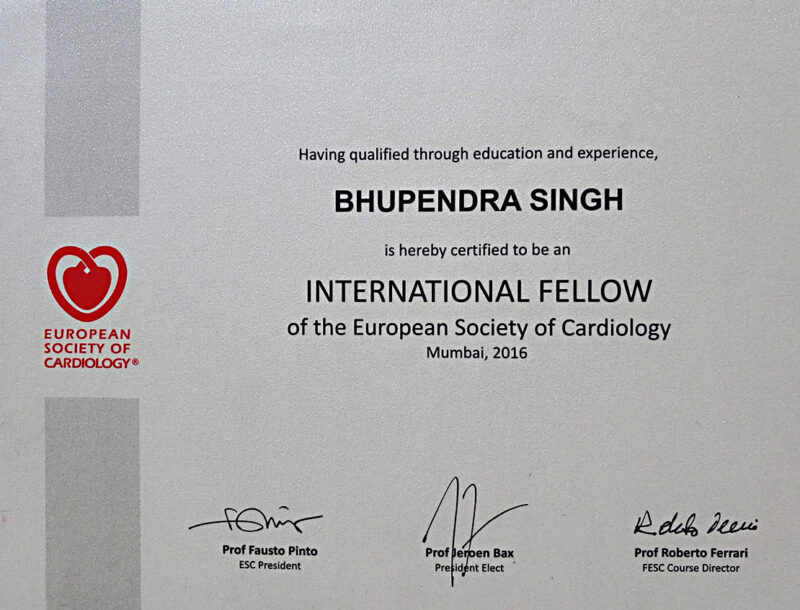 Having qualified through education and experience,
BHUPENDRA SINGH
is hereby certified to be an
INTERNATIONAL FELLOW
of the European Society of Cardiology
Mumbai, 2016
EUROPEAN
SOCIETY OF
CARDIOLOGY®
Prof Fausto Pinto
ESC President
Prof Jeroen Bax
President Elect
Prof Roberto Ferrari
FESC Course Director